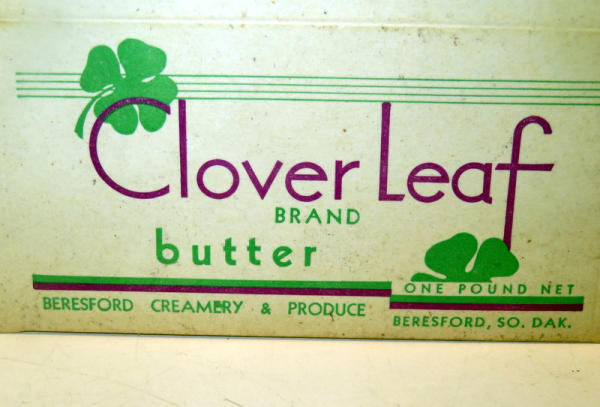 Clover Leaf
BRAND
butter
ONE POUND NET
BERESFORD CREAMERY & PRODUCE
BERESFORD, SO. DAK.